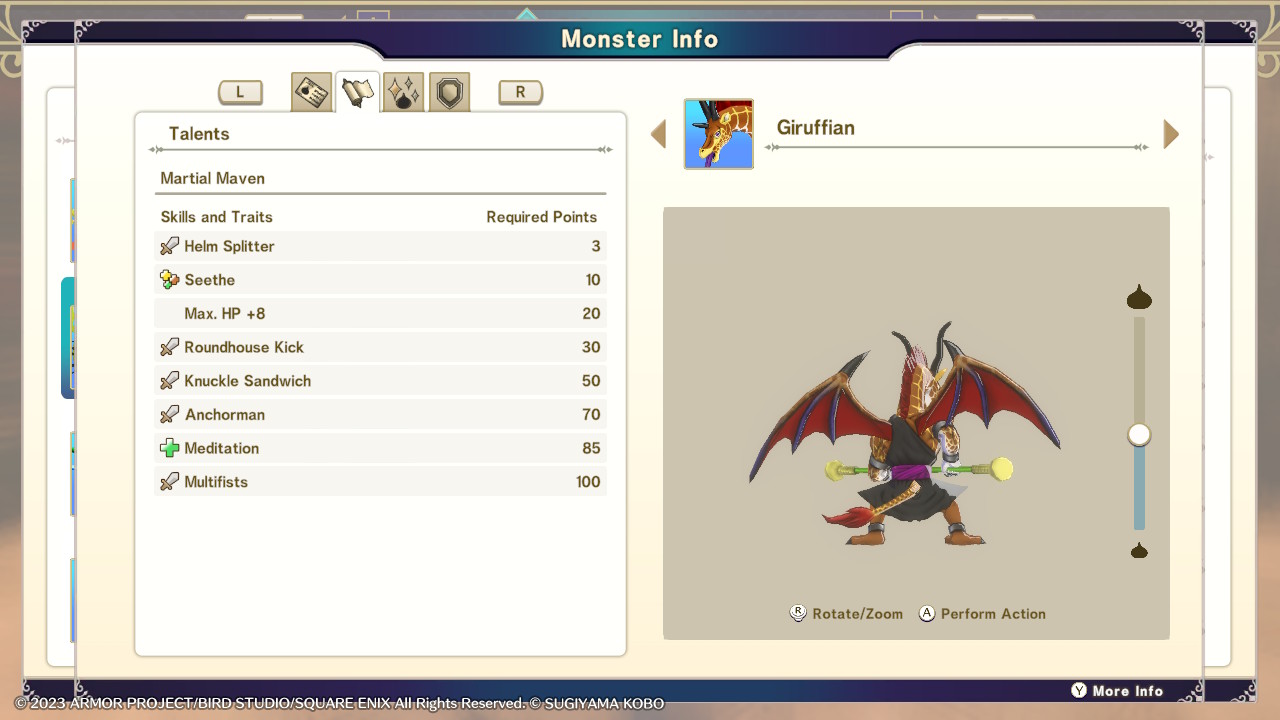 Monster Info
L
R
Talents
Martial Maven
Skills and Traits Required Points
Helm Splitter 3
Seethe 10
Max. HP +8 20
Roundhouse Kick 30
Knuckle Sandwich 50
Anchorman 70
Meditation 85
Multifists 100
Giruffian
R Rotate/Zoom A Perform Action
Y More Info
© 2023 ARMOR PROJECT/BIRD STUDIO/SQUARE ENIX All Rights Reserved. © SUGIYAMA KOBO